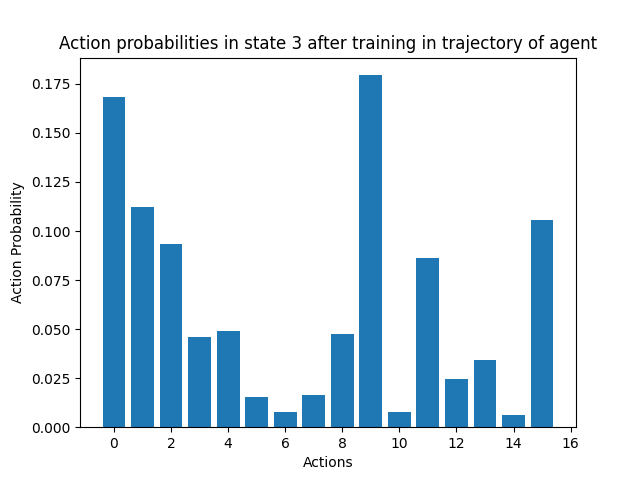 Action probabilities in state 3 after training in trajectory of agent
0.175
0.150
0.125
0.100
0.075
0.050
0.025
0.000
Action Probability
0 2 4 6 8 10 12 14 16
Actions